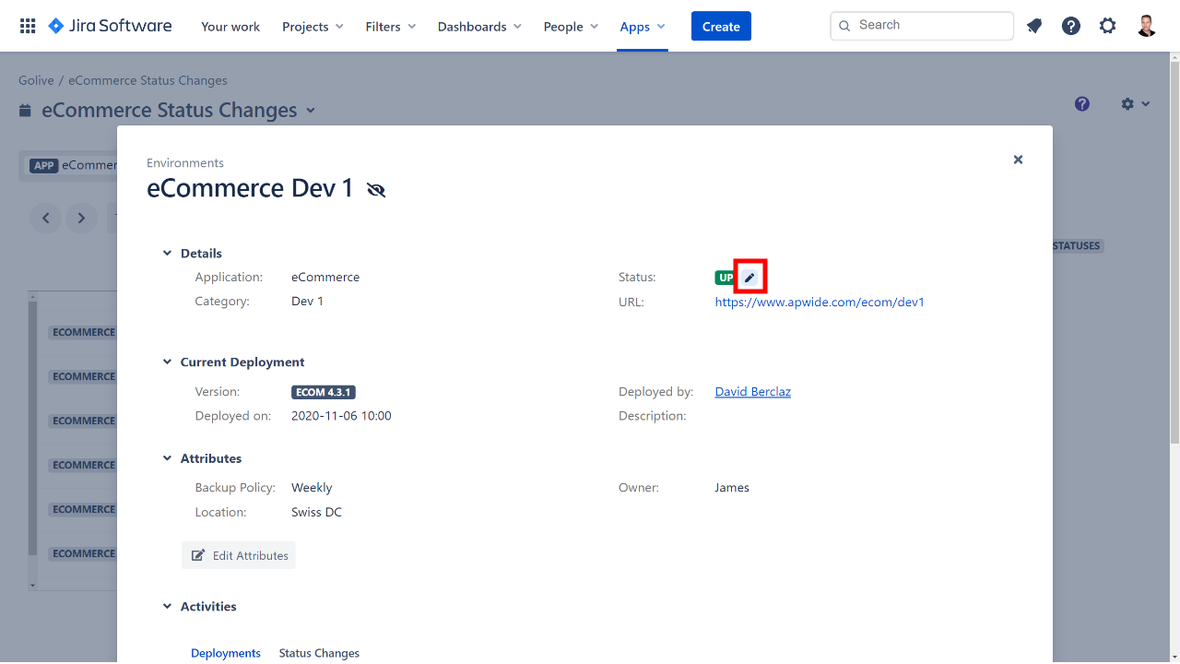 Jira Software Your work Projects Filters Dashboards People Apps Create Search
Golive / eCommerce Status Changes
eCommerce Status Changes
APP eCommer
Environments
eCommerce Dev 1
STATUSES
Details
Application: eCommerce Status: UP
Category: Dev 1 URL: https://www.apwide.com/ecom/dev1
ECOMMERCE
Current Deployment
ECOMMERCE
Version: ECOM 4.3.1 Deployed by: David Berclaz
Deployed on: 2020-11-06 10:00 Description:
ECOMMERCE
Attributes
ECOMMERCE
Backup Policy: Weekly Owner: James
Location: Swiss DC
ECOMMERCE
Edit Attributes
ECOMMERCE
Activities
Deployments Status Changes